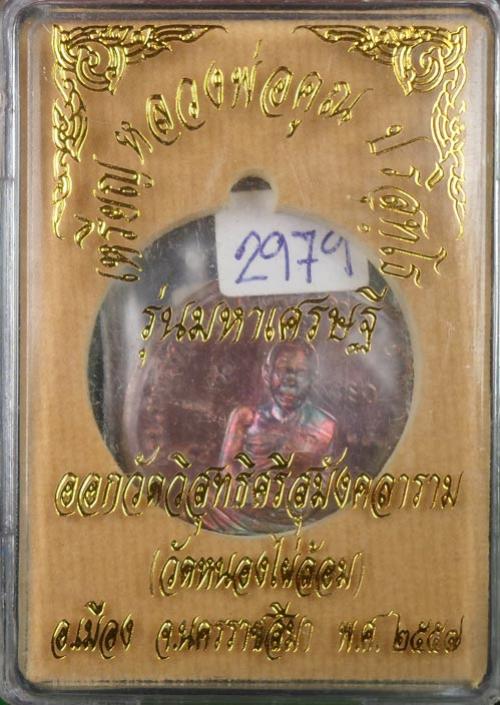 เหรียญ หลวงพ่อคูณ ปริสุทฺโธ
2979
รุ่นมหาเศรษฐี
ออกวัดวิสุทธิตรีสุมังคลาราม
(วัดหนองไผ่ล้อม)
อ.เมือง จ.นครราชสีมา พ.ศ. ๒๕๕๗